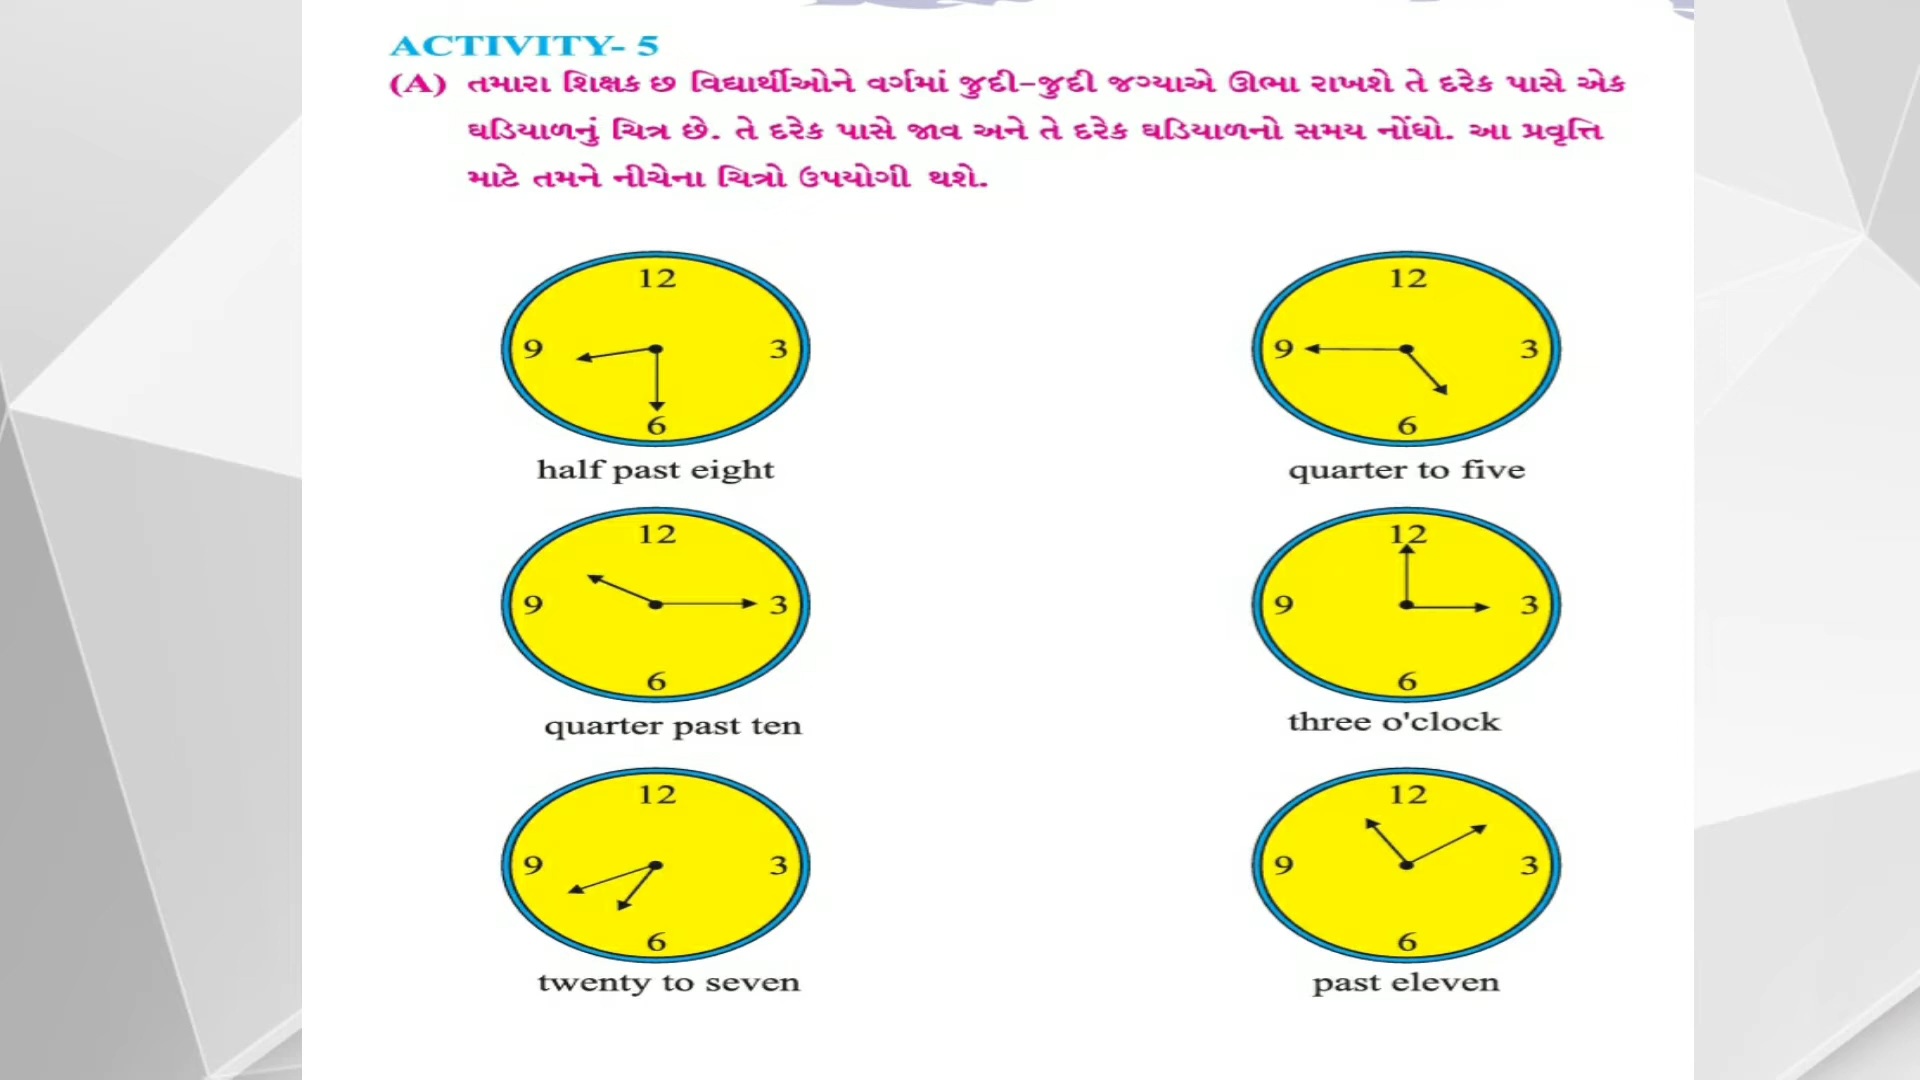 ACTIVITY- 5
(A) તમારા શિક્ષક છ વિદ્યાર્થીઓને વર્ગમાં જુદી-જુદી જગ્યાએ ઊભા રાખશે તે દરેક પાસે એક
ઘડિયાળનું ચિત્ર છે. તે દરેક પાસે જાવ અને તે દરેક ઘડિયાળનો સમય નોંધો. આ પ્રવૃત્તિ
માટે તમને નીચેના ચિત્રો ઉપયોગી થશે.
12 12
9 3 9 3
6 6
half past eight quarter to five
12 12
9 3 9 3
6 6
quarter past ten three o'clock
12 12
9 3 9 3
6 6
twenty to seven past eleven